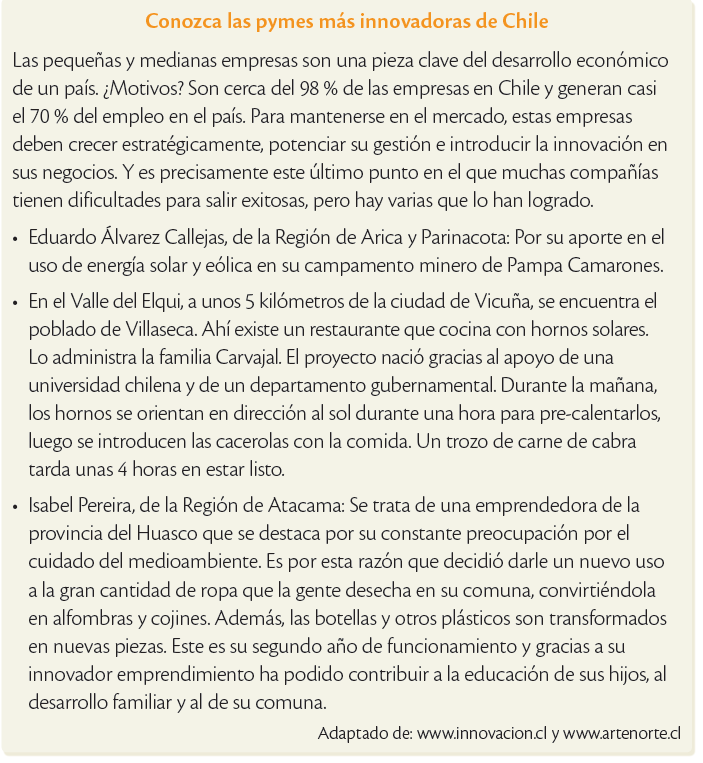 Conozca las pymes más innovadoras de Chile
Las pequeñas y medianas empresas son una pieza clave del desarrollo económico
de un país. ¿Motivos? Son cerca del 98 % de las empresas en Chile y generan casi
el 70 % del empleo en el país. Para mantenerse en el mercado, estas empresas
deben crecer estratégicamente, potenciar su gestión e introducir la innovación en
sus negocios. Y es precisamente este último punto en el que muchas compañías
tienen dificultades para salir exitosas, pero hay varias que lo han logrado.
• Eduardo Álvarez Callejas, de la Región de Arica y Parinacota: Por su aporte en el
uso de energía solar y eólica en su campamento minero de Pampa Camarones.
• En el Valle del Elqui, a unos 5 kilómetros de la ciudad de Vicuña, se encuentra el
poblado de Villaseca. Ahí existe un restaurante que cocina con hornos solares.
Lo administra la familia Carvajal. El proyecto nació gracias al apoyo de una
universidad chilena y de un departamento gubernamental. Durante la mañana,
los hornos se orientan en dirección al sol durante una hora para pre-calentarlos,
luego se introducen las cacerolas con la comida. Un trozo de carne de cabra
tarda unas 4 horas en estar listo.
• Isabel Pereira, de la Región de Atacama: Se trata de una emprendedora de la
provincia del Huasco que se destaca por su constante preocupación por el
cuidado del medioambiente. Es por esta razón que decidió darle un nuevo uso
a la gran cantidad de ropa que la gente desecha en su comuna, convirtiéndola
en alfombras y cojines. Además, las botellas y otros plásticos son transformados
en nuevas piezas. Este es su segundo año de funcionamiento y gracias a su
innovador emprendimiento ha podido contribuir a la educación de sus hijos, al
desarrollo familiar y al de su comuna.
Adaptado de: www.innovacion.cl y www.artenorte.cl